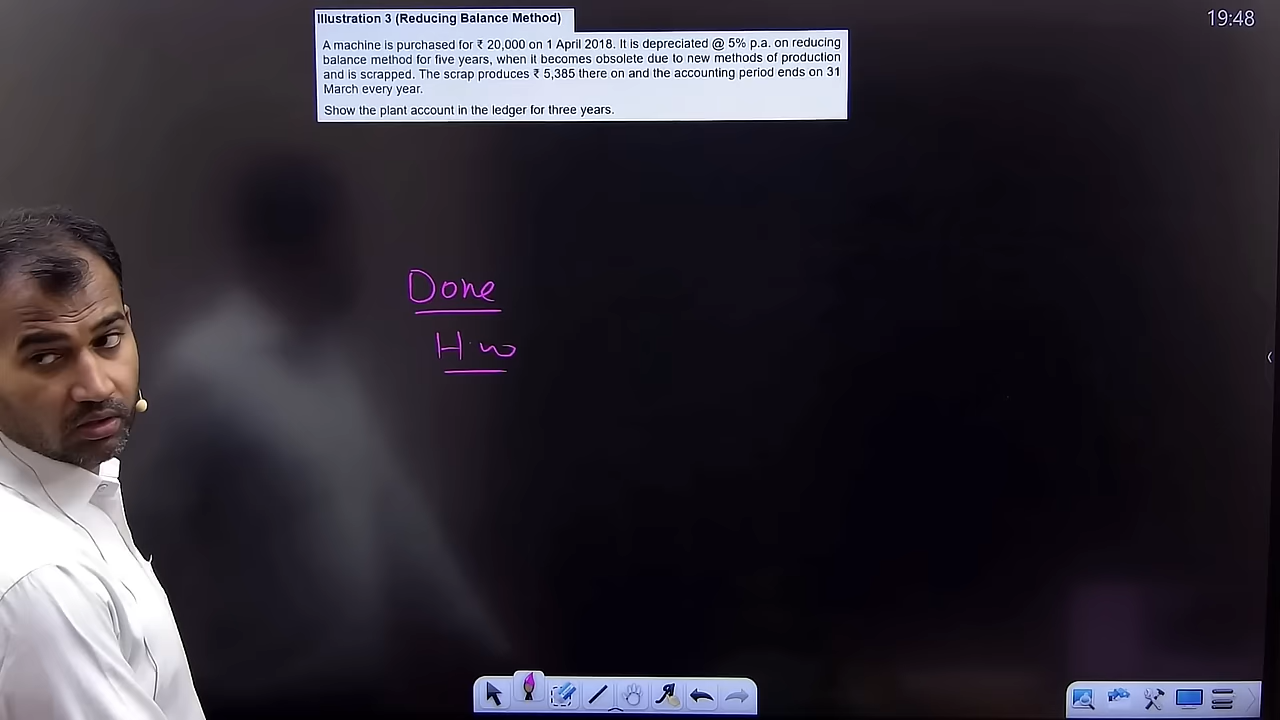 19:48
Illustration 3 (Reducing Balance Method)
A machine is purchased for ₹ 20,000 on 1 April 2018. It is depreciated @ 5% p.a. on reducing
balance method for five years, when it becomes obsolete due to new methods of production
and is scrapped. The scrap produces ₹ 5,385 there on and the accounting period ends on 31
March every year.
Show the plant account in the ledger for three years.
Done
H.w